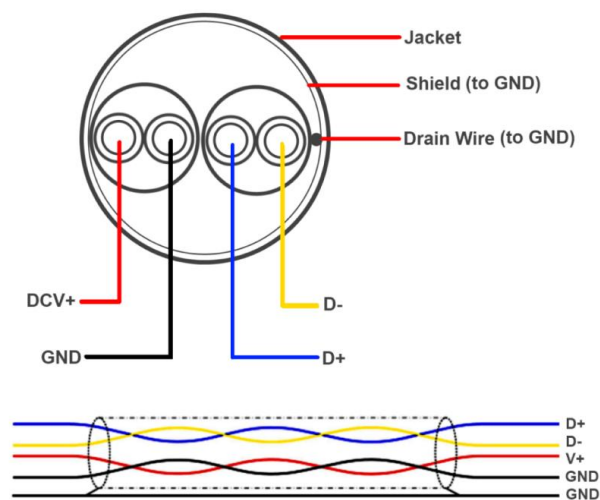 Jacket
Shield (to GND)
Drain Wire (to GND)
DCV+
D-
GND
D+
D+
D-
V+
GND
GND